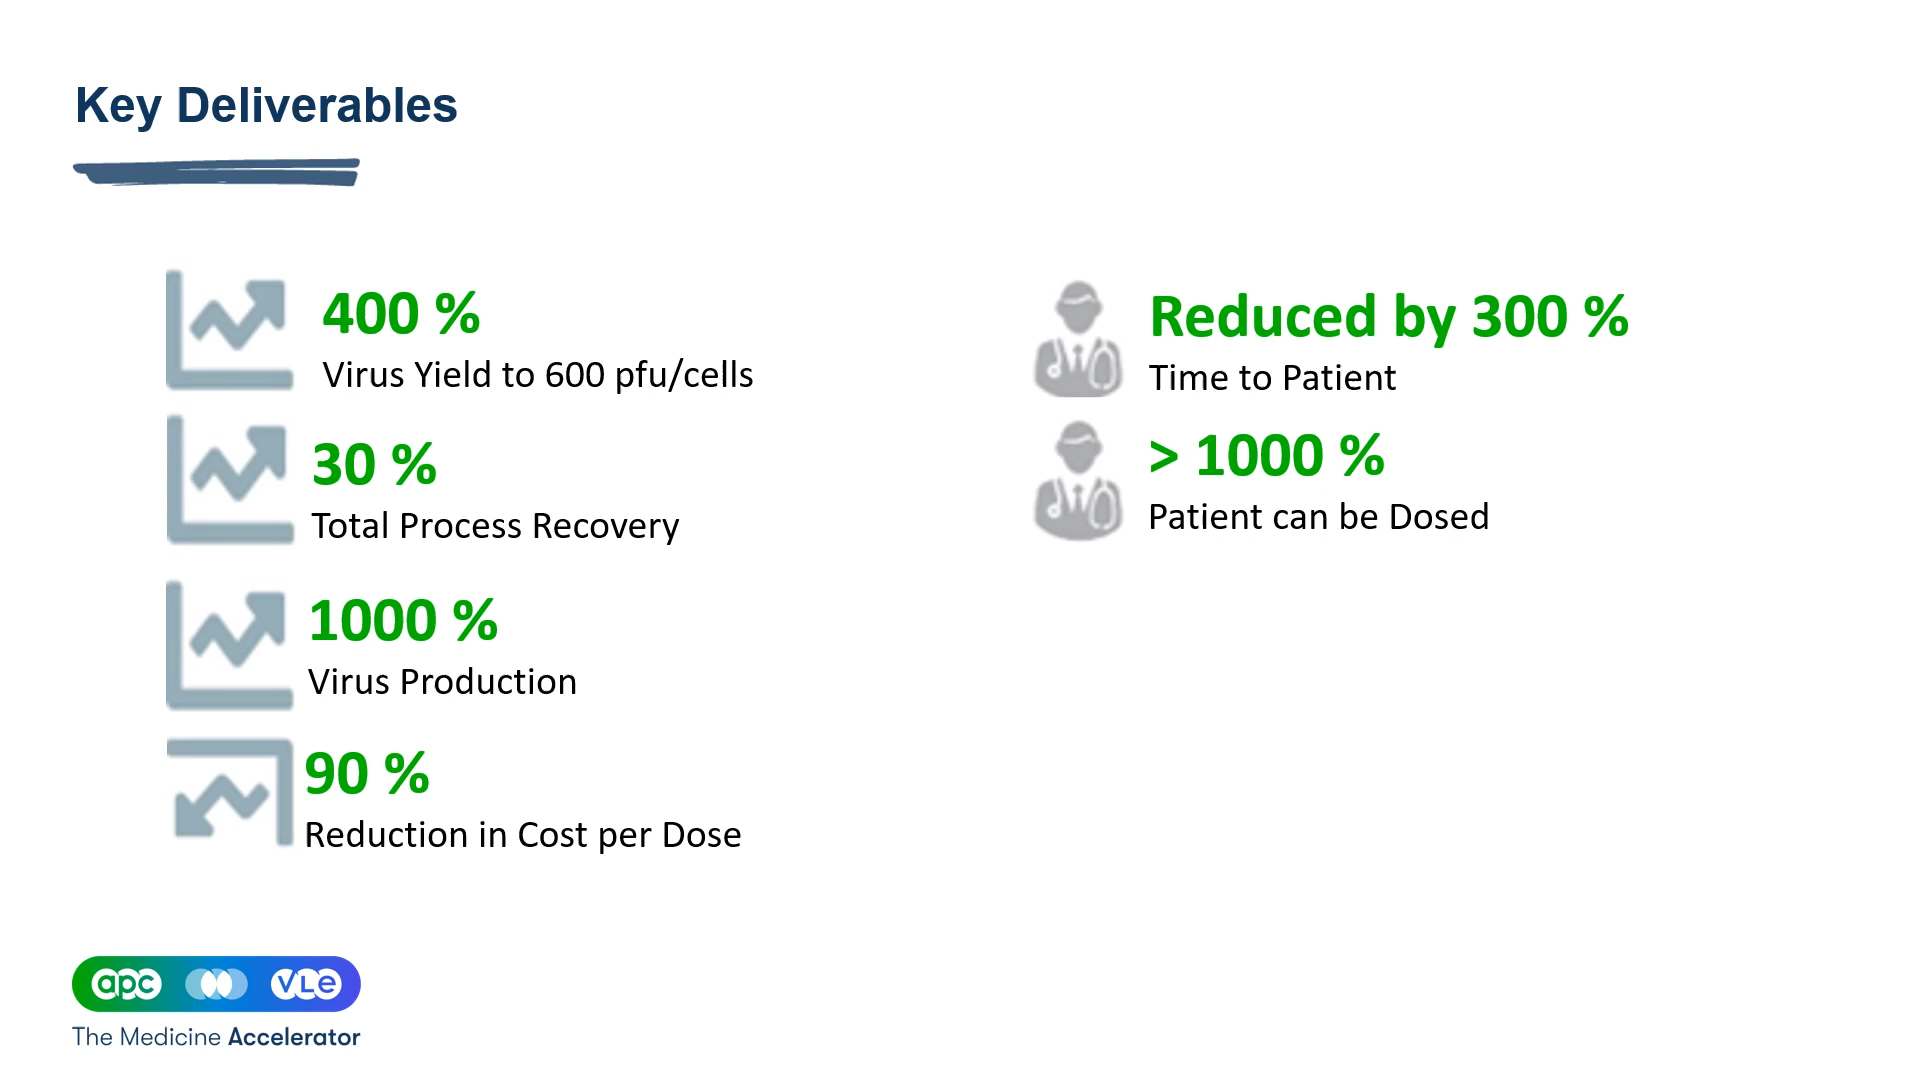 Key Deliverables
400 %
Virus Yield to 600 pfu/cells
30 %
Total Process Recovery
1000 %
Virus Production
90 %
Reduction in Cost per Dose
Reduced by 300 %
Time to Patient
> 1000 %
Patient can be Dosed
apc VLe
The Medicine Accelerator